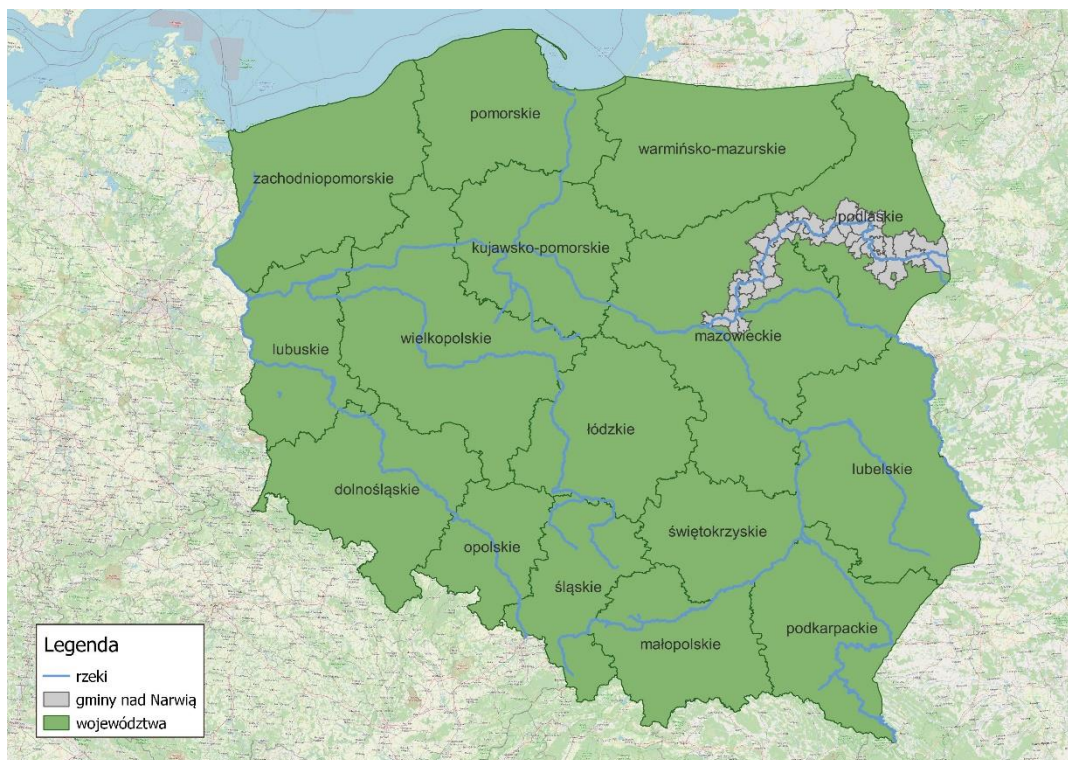 pomorskie
warmińsko-mazurskie
zachodniopomorskie
podlaskie
kujawsko-pomorskie
mazowieckie
wielkopolskie
lubuskie
łódzkie
lubelskie
dolnośląskie
świętokrzyskie
opolskie
śląskie
podkarpackie
małopolskie
Legenda
rzeki
gminy nad Narwią
województwa